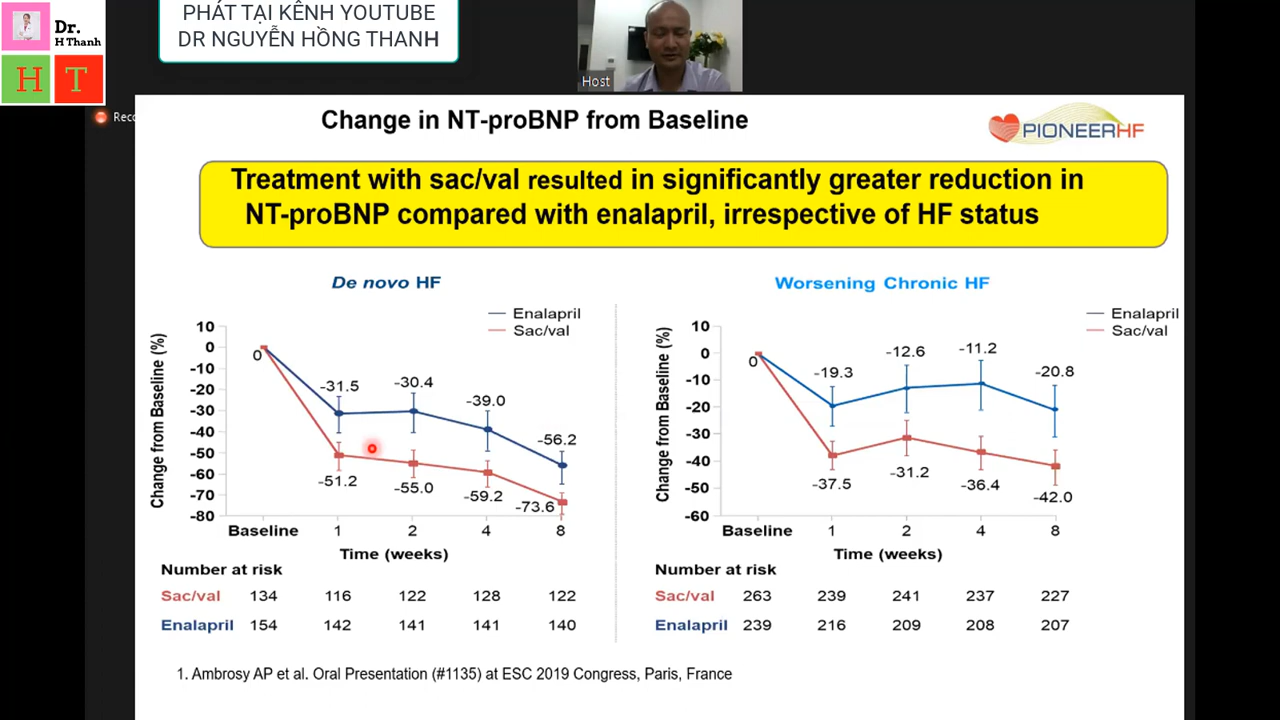 PHÁT TẠI KÊNH YOUTUBE
DR NGUYỄN HỒNG THANH
Dr.
H Thanh
H T
Host
Reco
Change in NT-proBNP from Baseline
PIONEERHF
Treatment with sac/val resulted in significantly greater reduction in
NT-proBNP compared with enalapril, irrespective of HF status
De novo HF
Enalapril
Sac/val
Change from Baseline (%)
10
0
-10
-20
-30
-40
-50
-60
-70
-80
0
-31.5
-30.4
-39.0
-56.2
-51.2
-55.0
-59.2
-73.6
Baseline 1 2 4 8
Time (weeks)
Number at risk
Sac/val 134 116 122 128 122
Enalapril 154 142 141 141 140
Worsening Chronic HF
Enalapril
Sac/val
Change from Baseline (%)
10
0
-10
-20
-30
-40
-50
-60
0
-19.3
-12.6
-11.2
-20.8
-37.5
-31.2
-36.4
-42.0
Baseline 1 2 4 8
Time (weeks)
Number at risk
Sac/val 263 239 241 237 227
Enalapril 239 216 209 208 207
1. Ambrosy AP et al. Oral Presentation (#1135) at ESC 2019 Congress, Paris, France